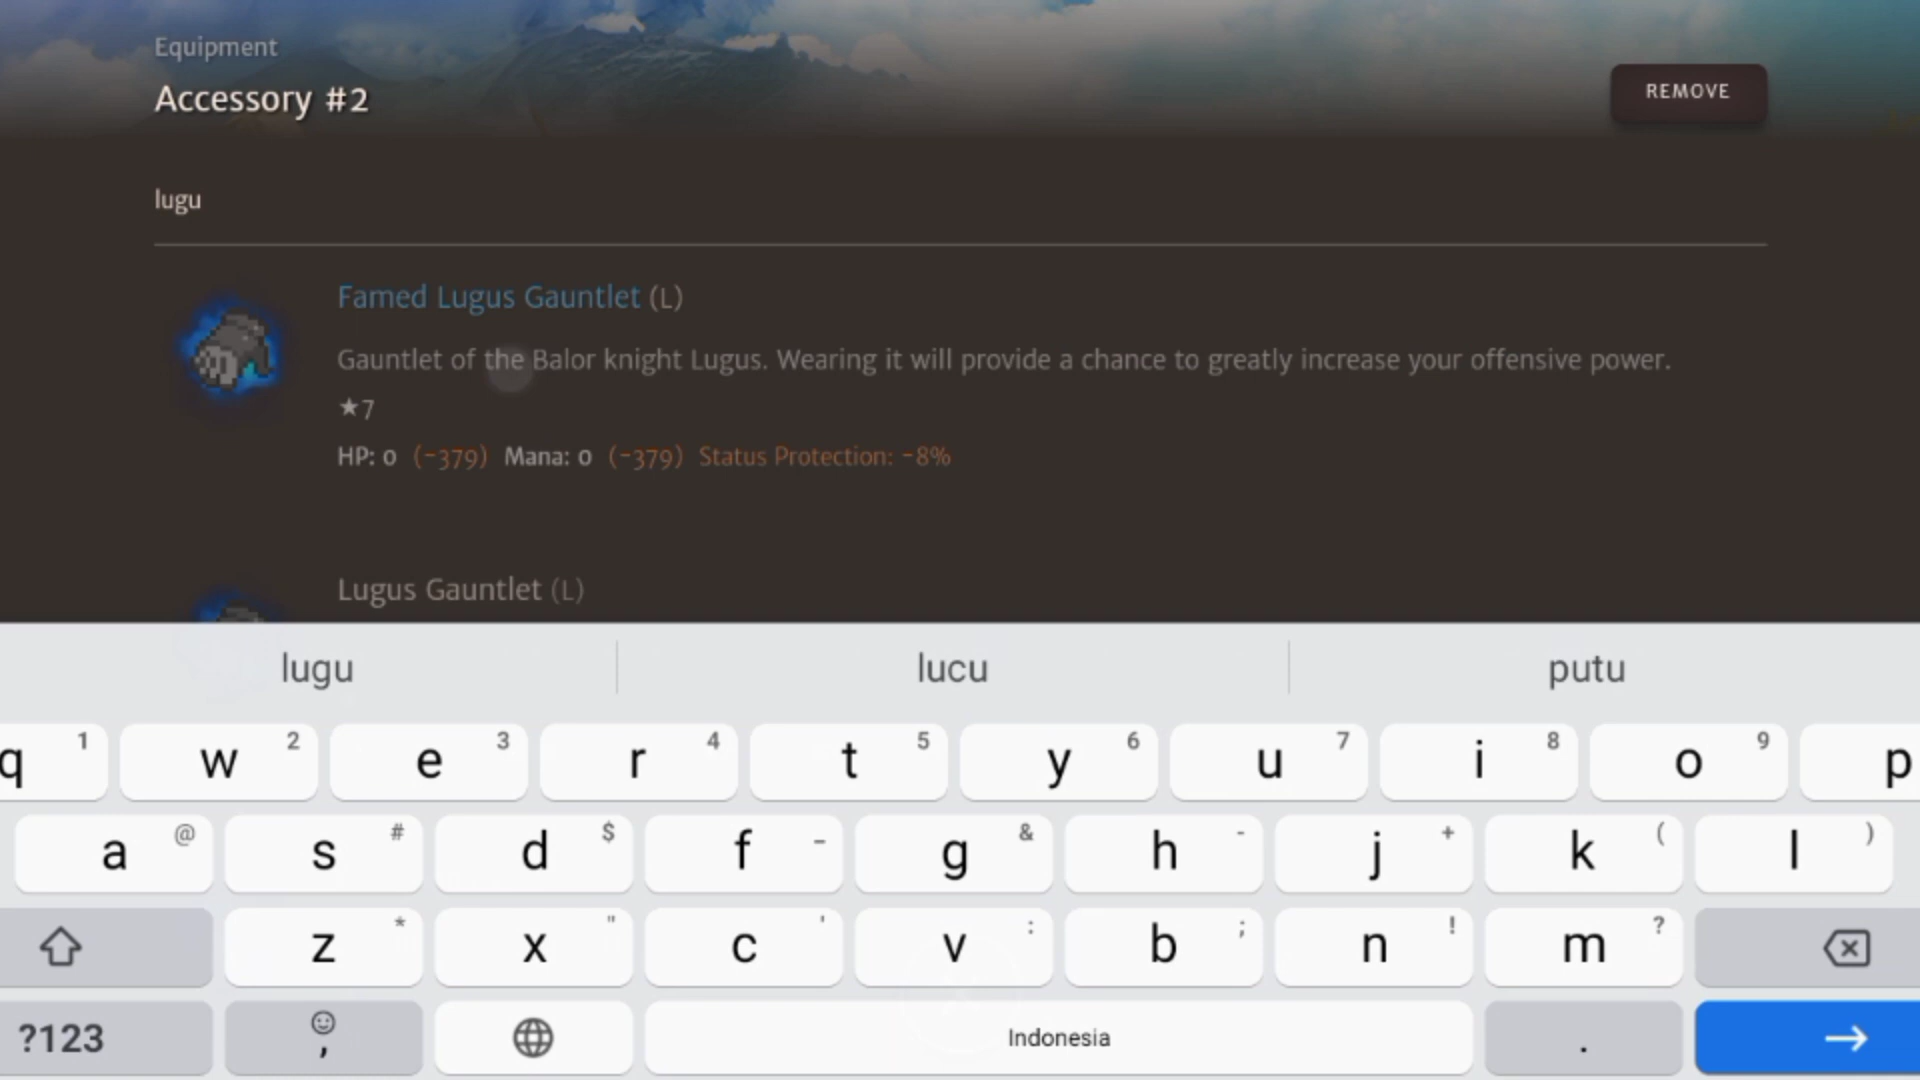 Equipment
Accessory #2
REMOVE
lugu
Famed Lugus Gauntlet (L)
Gauntlet of the Balor knight Lugus. Wearing it will provide a chance to greatly increase your offensive power.
★7
HP: 0 (-379) Mana: 0 (-379) Status Protection: -8%
Lugus Gauntlet (L)
lugu lucu putu
q 1 w 2 e 3 r 4 t 5 y 6 u 7 i 8 o 9 p
a @ s # d $ f _ g & h - j + k ( l )
z * x " c ' v : b ; n ! m ?
?123 , Indonesia .